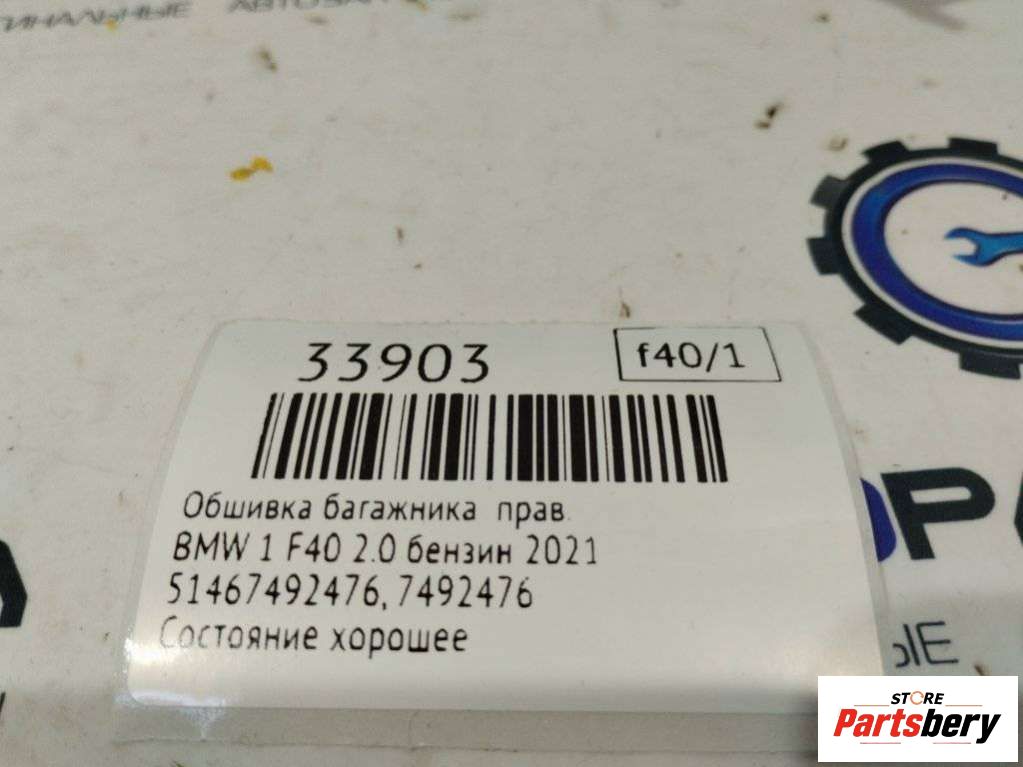 33903
f40/1
Обшивка багажника прав.
BMW 1 F40 2.0 бензин 2021
51467492476, 7492476
Состояние хорошее
STORE
Partsbery